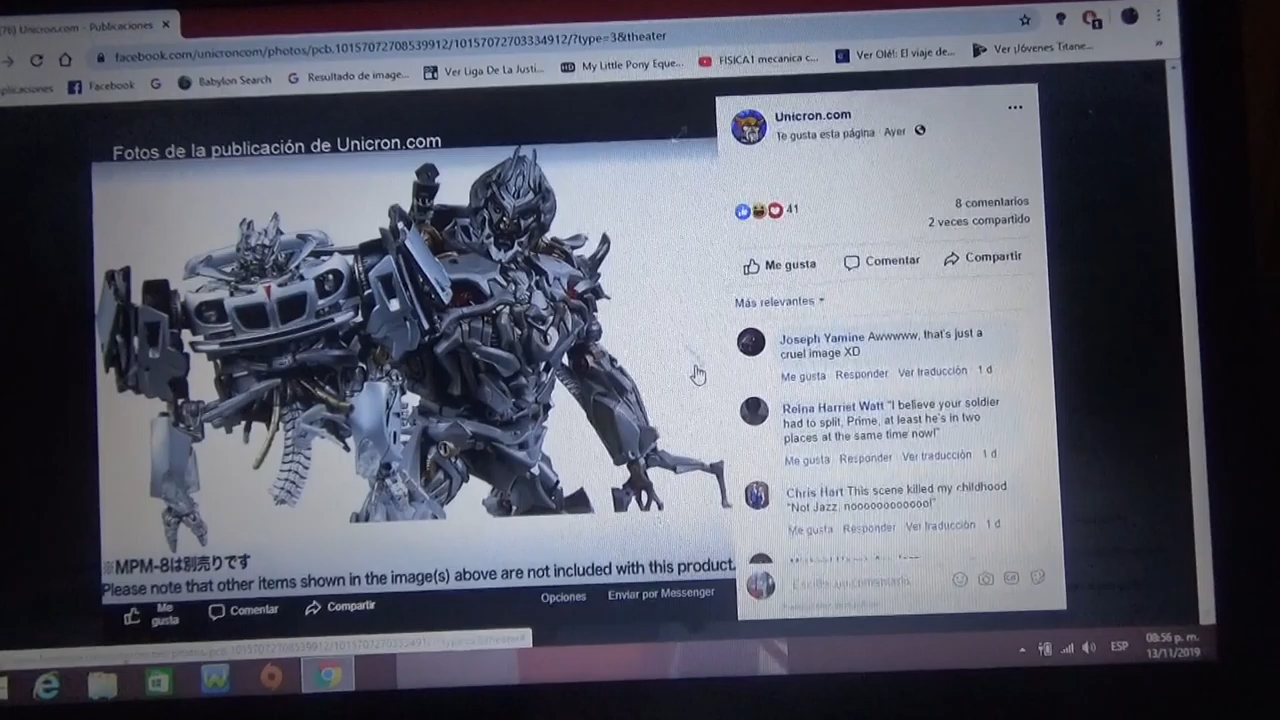 (76) Unicron.com - Publicaciones
facebook.com/unicroncom/photos/pcb.10157072708539912/10157072703334912/?type=3&theater
plicaciones
Facebook
Babylon Search
Resultado de image...
Ver Liga De La Justi...
My Little Pony Eque...
FISICA1 mecanica c...
Ver Olé!: El viaje de...
Ver ¡Jóvenes Titane...
Fotos de la publicación de Unicron.com
※MPM-8は別売りです
Please note that other items shown in the image(s) above are not included with this product.
Me gusta
Comentar
Compartir
Opciones
Enviar por Messenger
Unicron.com
Te gusta esta página · Ayer
41
8 comentarios
2 veces compartido
Me gusta
Comentar
Compartir
Más relevantes
Joseph Yamine Awwwww, that's just a
cruel image XD
Me gusta Responder Ver traducción 1 d
Reina Harriet Watt "I believe your soldier
had to split, Prime, at least he's in two
places at the same time now!"
Me gusta Responder Ver traducción 1 d
Chris Hart This scene killed my childhood
"Not Jazz, noooooooooooo!"
Me gusta Responder Ver traducción 1 d
Escribe un comentario...
ESP
08:56 p. m.
13/11/2019